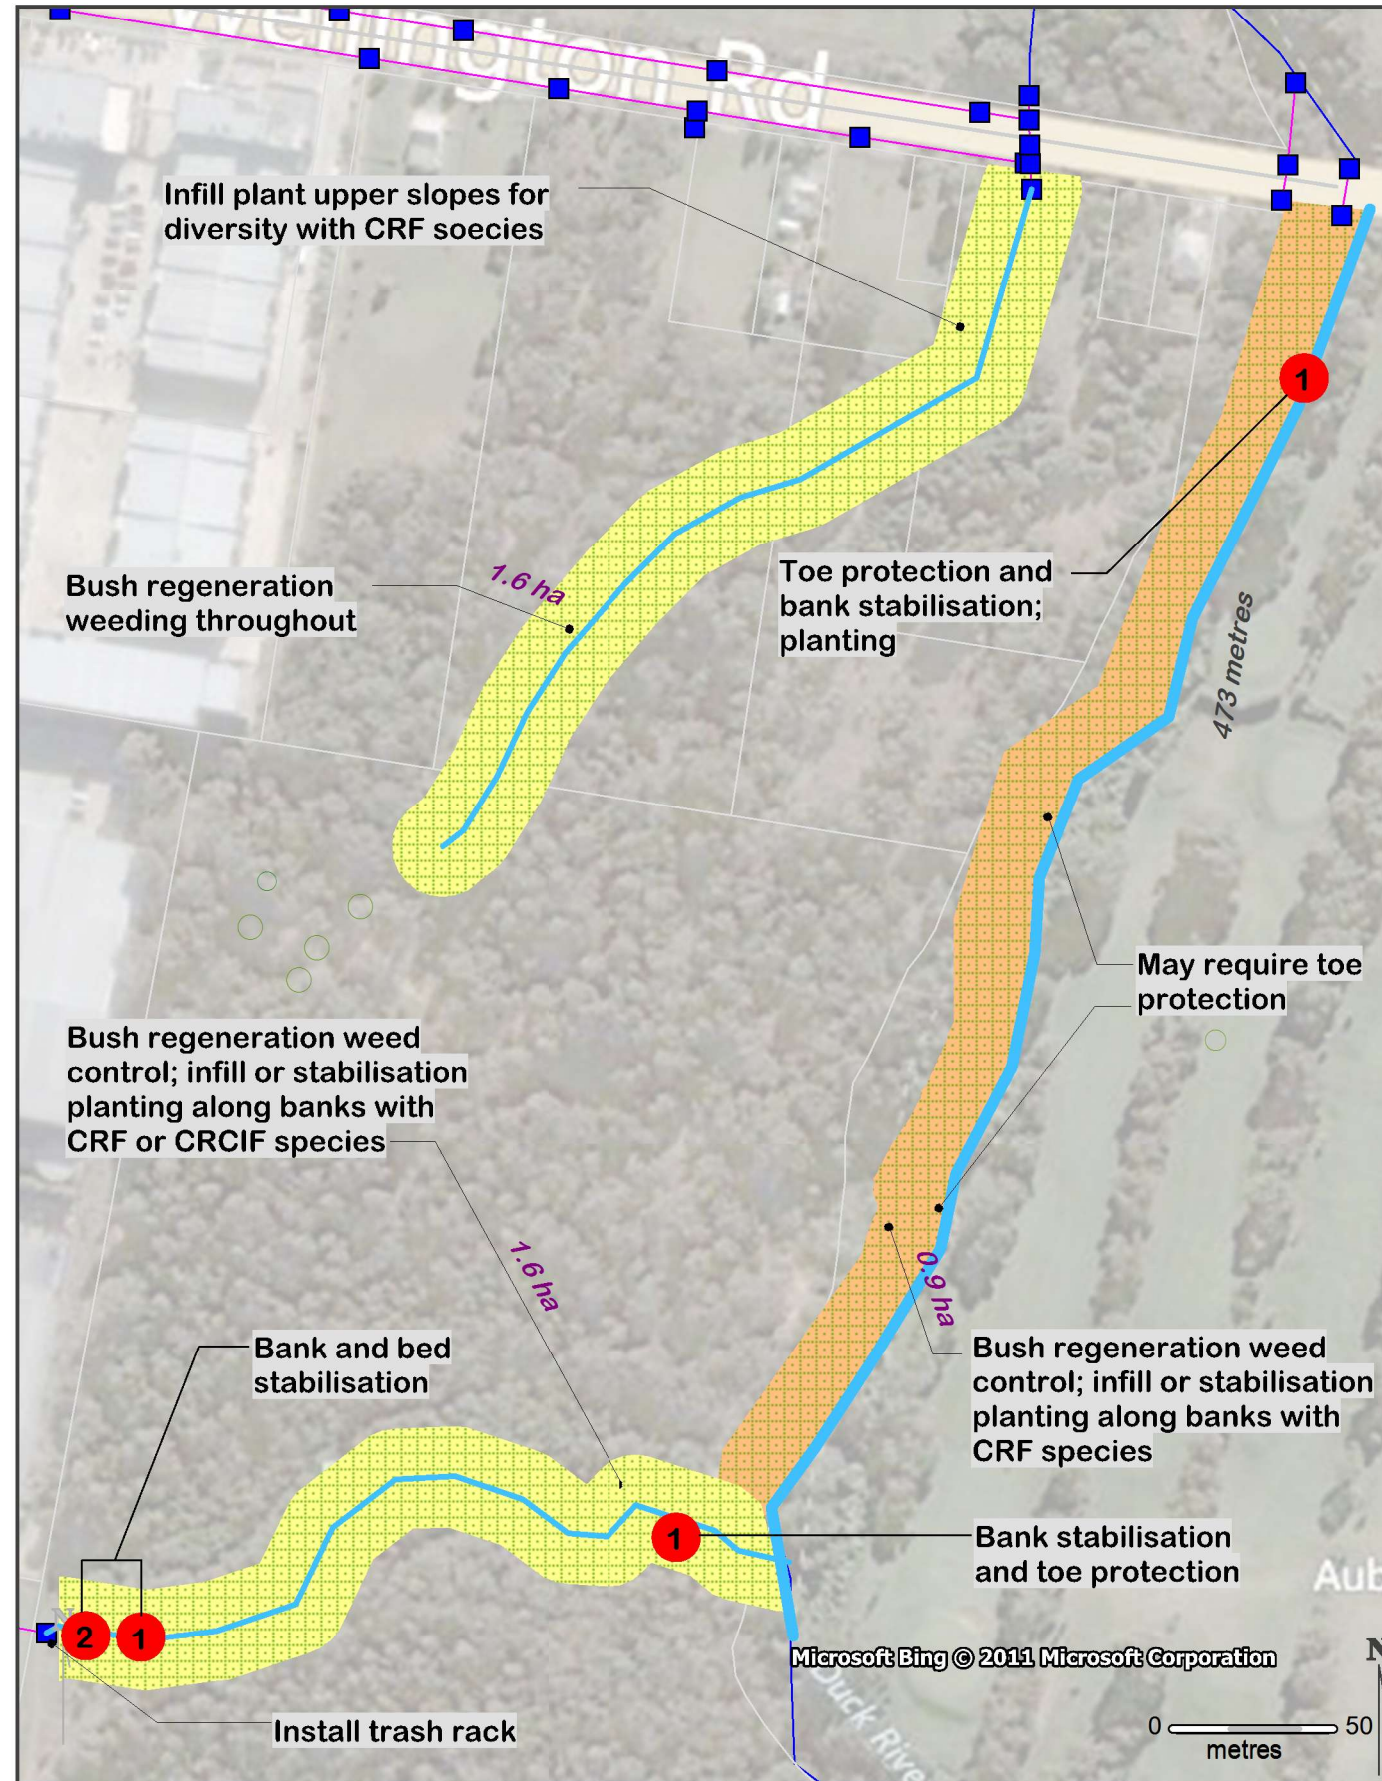 Wellington Rd
Infill plant upper slopes for
diversity with CRF soecies
Bush regeneration
weeding throughout
1.6 ha
Toe protection and
bank stabilisation;
planting
1
473 metres
May require toe
protection
Bush regeneration weed
control; infill or stabilisation
planting along banks with
CRF or CRCIF species
1.6 ha
0.9 ha
Bank and bed
stabilisation
Bush regeneration weed
control; infill or stabilisation
planting along banks with
CRF species
1
Bank stabilisation
and toe protection
Aub
N
2
1
Microsoft Bing © 2011 Microsoft Corporation
N
Duck Rive
Install trash rack
0
50
metres